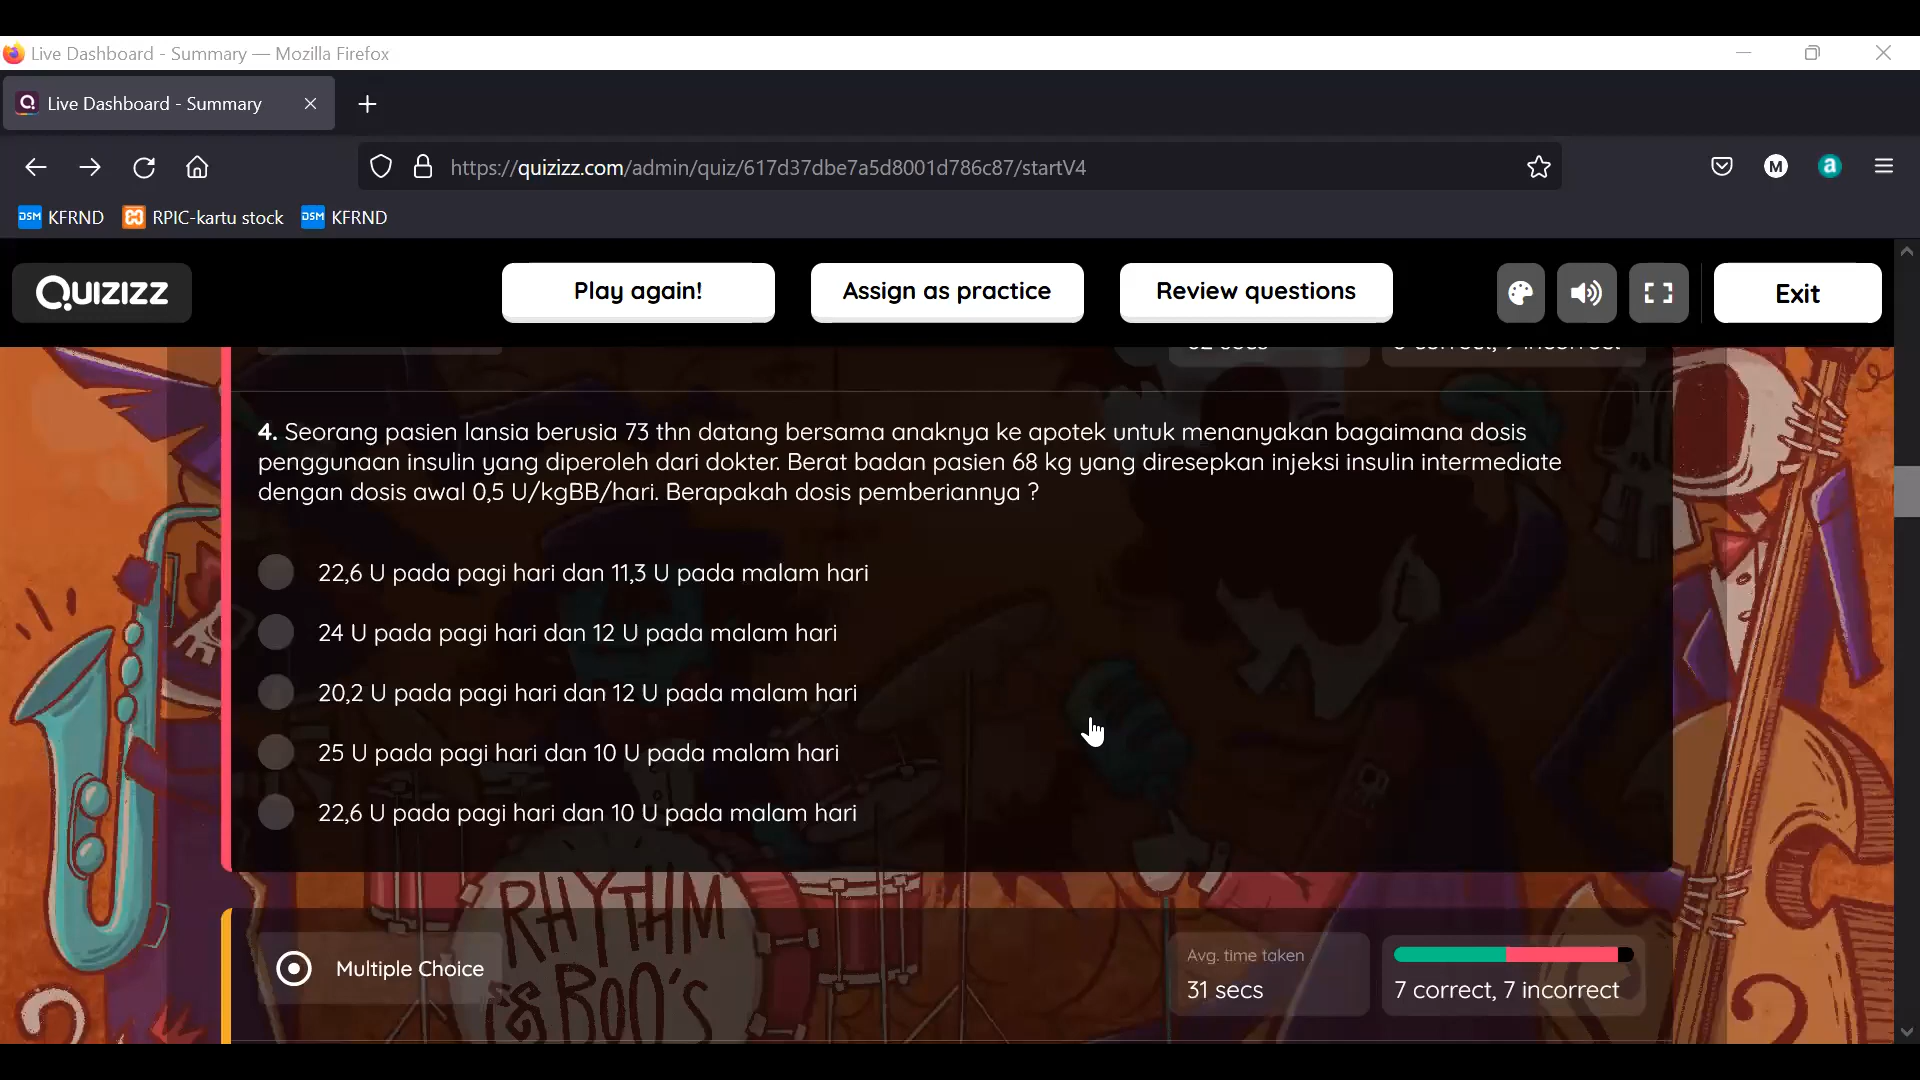 Live Dashboard - Summary — Mozilla Firefox
Live Dashboard - Summary
https://quizizz.com/admin/quiz/617d37dbe7a5d8001d786c87/startV4
M
a
DSM KFRND
RPIC-kartu stock
DSM KFRND
Quizizz
Play again!
Assign as practice
Review questions
Exit
4. Seorang pasien lansia berusia 73 thn datang bersama anaknya ke apotek untuk menanyakan bagaimana dosis
penggunaan insulin yang diperoleh dari dokter. Berat badan pasien 68 kg yang diresepkan injeksi insulin intermediate
dengan dosis awal 0,5 U/kgBB/hari. Berapakah dosis pemberiannya ?
22,6 U pada pagi hari dan 11,3 U pada malam hari
24 U pada pagi hari dan 12 U pada malam hari
20,2 U pada pagi hari dan 12 U pada malam hari
25 U pada pagi hari dan 10 U pada malam hari
22,6 U pada pagi hari dan 10 U pada malam hari
RHYTHM
& BOO'S
Multiple Choice
Avg. time taken
31 secs
7 correct, 7 incorrect